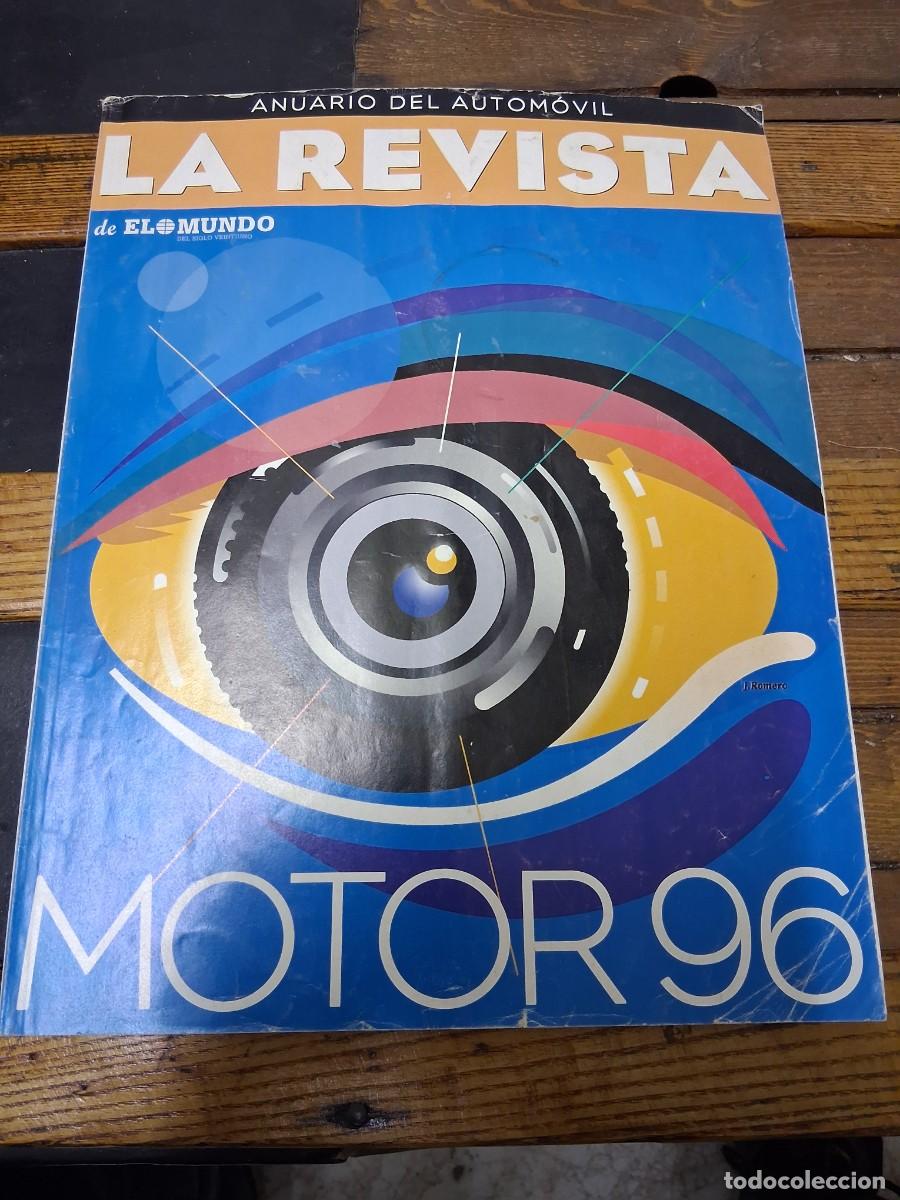 ANUARIO DEL AUTOMÓVIL
LA REVISTA
de EL MUNDO
DEL SIGLO VEINTIUNO
J. Romero
MOTOR 96
todocoleccion